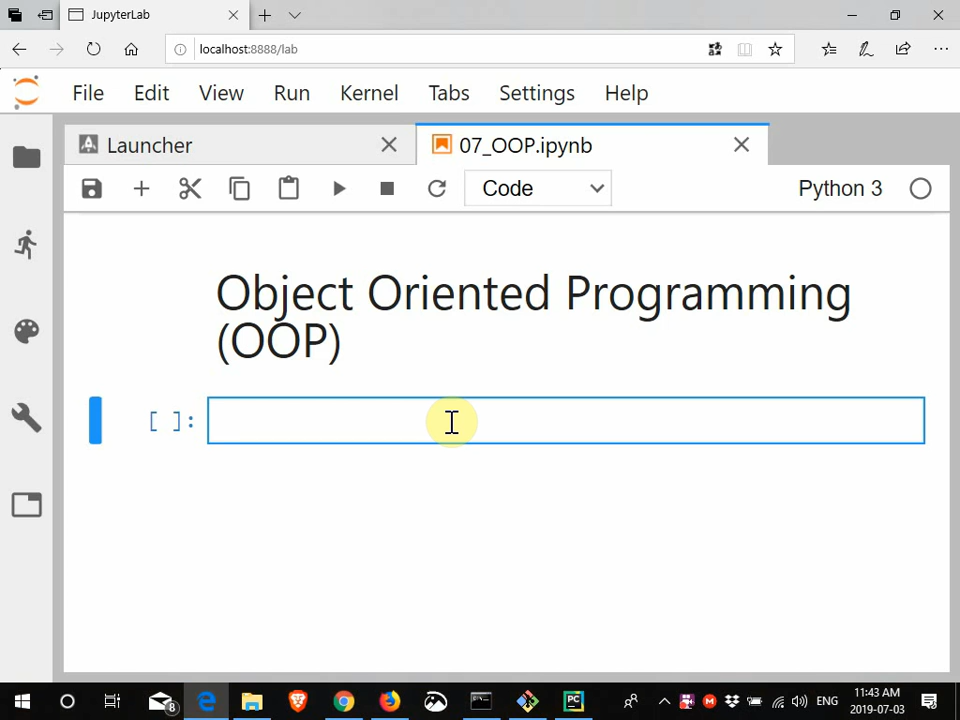 JupyterLab
localhost:8888/lab
File Edit View Run Kernel Tabs Settings Help
Launcher 07_OOP.ipynb
Code Python 3
Object Oriented Programming
(OOP)
[ ]:
8 PC ENG 11:43 AM
2019-07-03